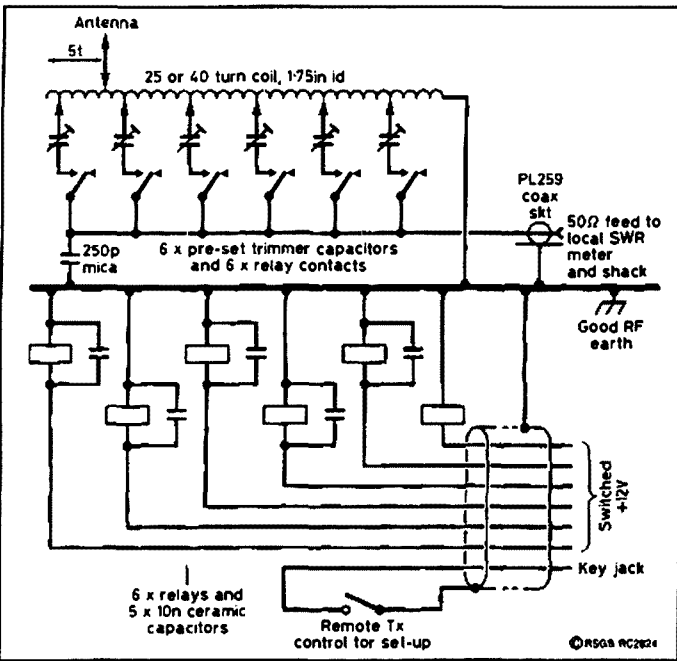 Antenna
5t
25 or 40 turn coil, 1·75in id
PL259
coax
skt
50Ω feed to
local SWR
meter
and shack
250p
mica
6 x pre-set trimmer capacitors
and 6 x relay contacts
Good RF
earth
Switched
+12V
Key jack
6 x relays and
5 x 10n ceramic
capacitors
Remote Tx
control for set-up
©RSGB RC2824